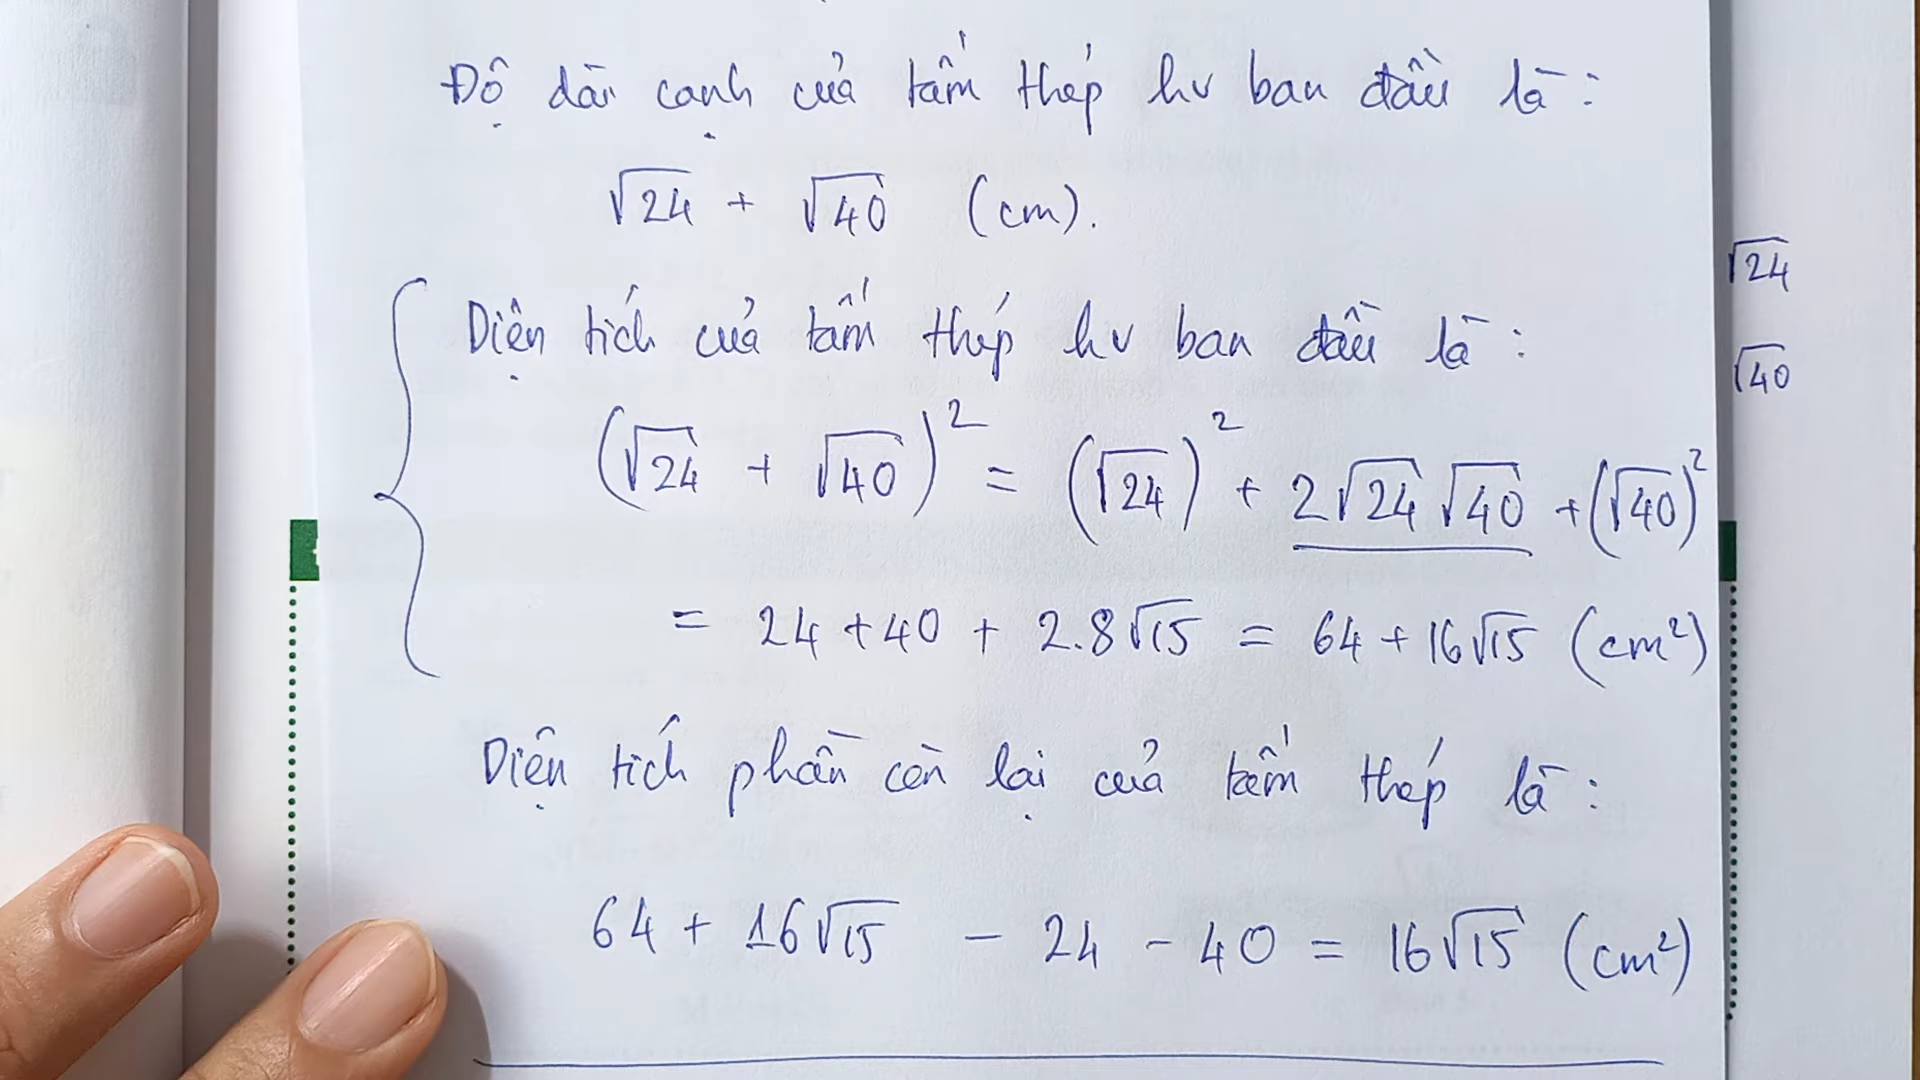 Độ dài cạnh của tấm thép hv ban đầu là :
√24 + √40 (cm).
√24
Diện tích của tấm thép hv ban đầu là :
√40
(√24 + √40)² = (√24)² + 2√24 √40 + (√40)²
= 24 + 40 + 2.8√15 = 64 + 16√15 (cm²)
Diện tích phần còn lại của tấm thép là :
64 + 16√15 - 24 - 40 = 16√15 (cm²)